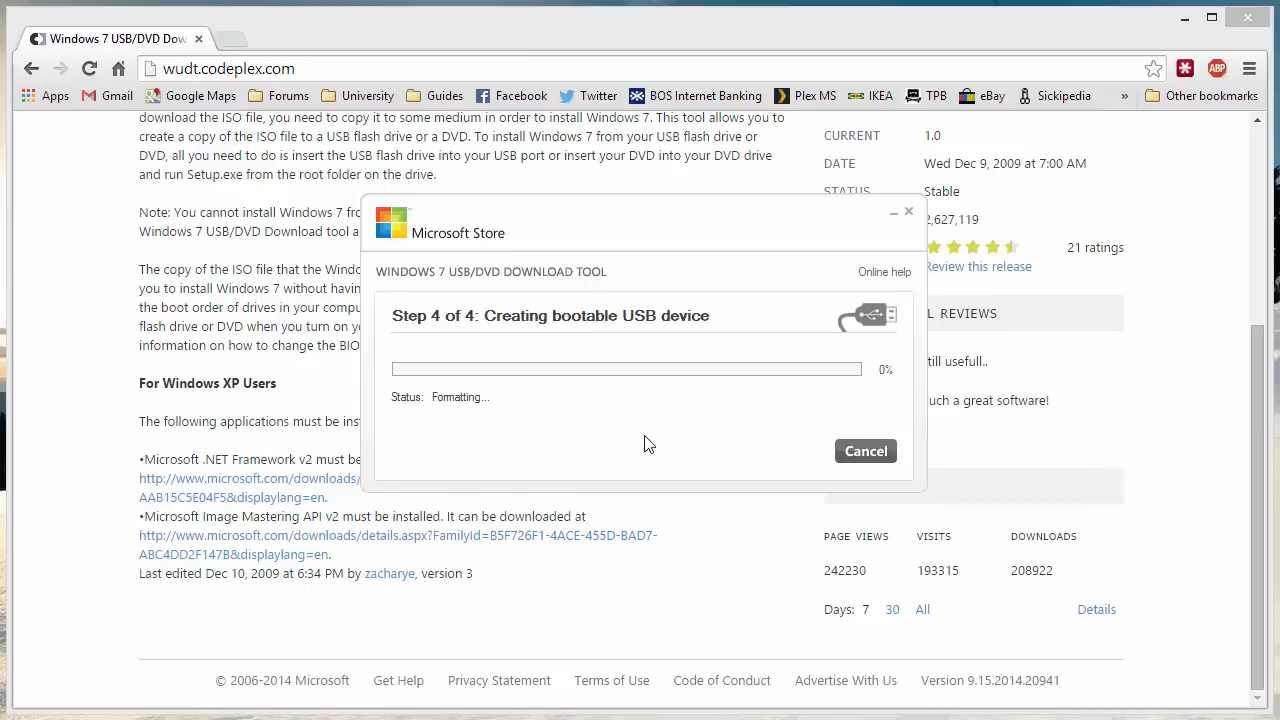 Windows 7 USB/DVD Dow
wudt.codeplex.com
ABP
Apps Gmail Google Maps Forums University Guides Facebook Twitter BOS Internet Banking Plex MS IKEA TPB eBay Sickipedia » Other bookmarks
download the ISO file, you need to copy it to some medium in order to install Windows 7. This tool allows you to
create a copy of the ISO file to a USB flash drive or a DVD. To install Windows 7 from your USB flash drive or
DVD, all you need to do is insert the USB flash drive into your USB port or insert your DVD into your DVD drive
and run Setup.exe from the root folder on the drive.
Note: You cannot install Windows 7 fro
Windows 7 USB/DVD Download tool a
The copy of the ISO file that the Windo
you to install Windows 7 without havin
the boot order of drives in your compu
flash drive or DVD when you turn on yo
information on how to change the BIO
For Windows XP Users
The following applications must be ins
•Microsoft .NET Framework v2 must be
http://www.microsoft.com/downloads/
AAB15C5E04F5&displaylang=en.
•Microsoft Image Mastering API v2 must be installed. It can be downloaded at
http://www.microsoft.com/downloads/details.aspx?FamilyId=B5F726F1-4ACE-455D-BAD7-
ABC4DD2F147B&displaylang=en.
Last edited Dec 10, 2009 at 6:34 PM by zacharye, version 3
Microsoft Store
WINDOWS 7 USB/DVD DOWNLOAD TOOL Online help
Step 4 of 4: Creating bootable USB device
0%
Status: Formatting...
Cancel
CURRENT 1.0
DATE Wed Dec 9, 2009 at 7:00 AM
STATUS Stable
2,627,119
21 ratings
Review this release
L REVIEWS
till usefull..
uch a great software!
PAGE VIEWS VISITS DOWNLOADS
242230 193315 208922
Days: 7 30 All Details
© 2006-2014 Microsoft Get Help Privacy Statement Terms of Use Code of Conduct Advertise With Us Version 9.15.2014.20941